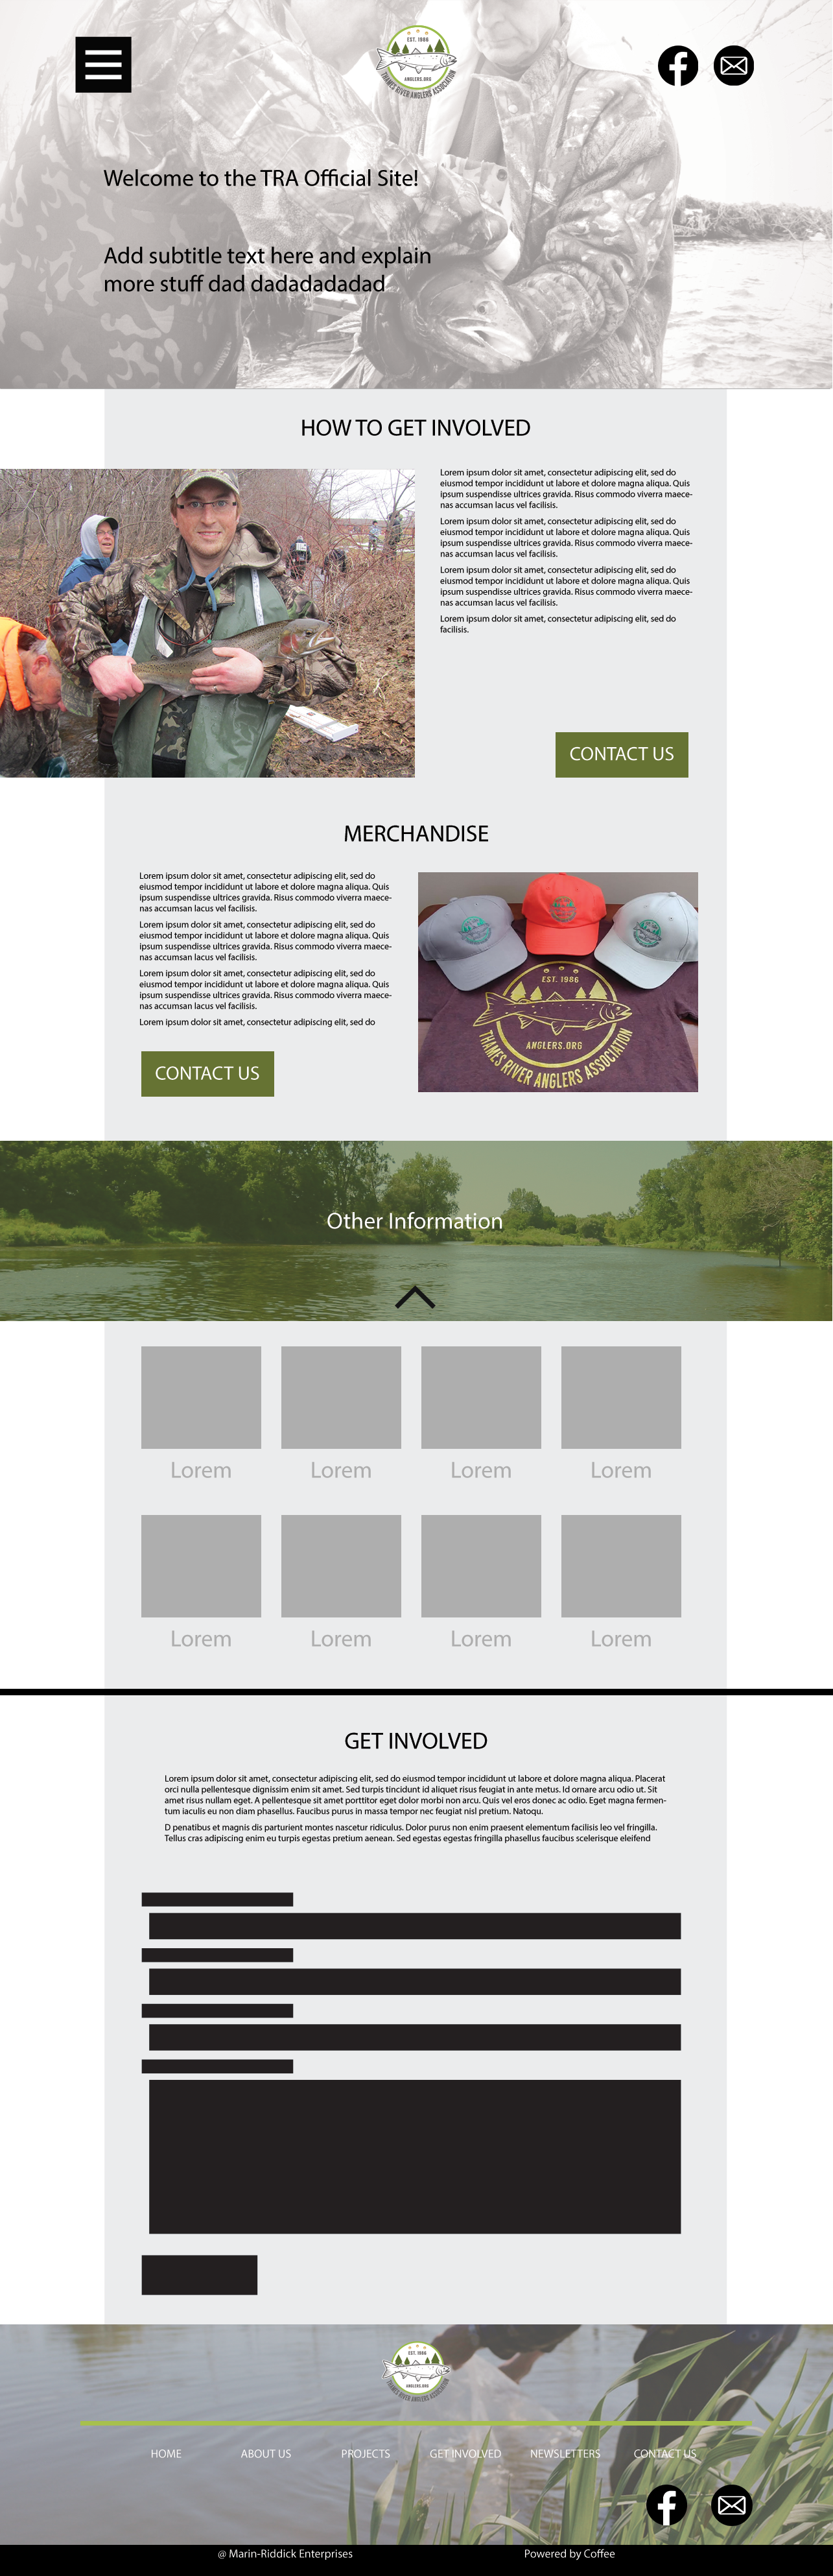 EST. 1986
ANGLERS.ORG
THAMES RIVER ANGLERS ASSOCIATION
Welcome to the TRA Official Site!
Add subtitle text here and explain
more stuff dad dadadadadad
HOW TO GET INVOLVED
Lorem ipsum dolor sit amet, consectetur adipiscing elit, sed do
eiusmod tempor incididunt ut labore et dolore magna aliqua. Quis
ipsum suspendisse ultrices gravida. Risus commodo viverra maece-
nas accumsan lacus vel facilisis.
Lorem ipsum dolor sit amet, consectetur adipiscing elit, sed do
eiusmod tempor incididunt ut labore et dolore magna aliqua. Quis
ipsum suspendisse ultrices gravida. Risus commodo viverra maece-
nas accumsan lacus vel facilisis.
Lorem ipsum dolor sit amet, consectetur adipiscing elit, sed do
eiusmod tempor incididunt ut labore et dolore magna aliqua. Quis
ipsum suspendisse ultrices gravida. Risus commodo viverra maece-
nas accumsan lacus vel facilisis.
Lorem ipsum dolor sit amet, consectetur adipiscing elit, sed do
facilisis.
CONTACT US
MERCHANDISE
Lorem ipsum dolor sit amet, consectetur adipiscing elit, sed do
eiusmod tempor incididunt ut labore et dolore magna aliqua. Quis
ipsum suspendisse ultrices gravida. Risus commodo viverra maece-
nas accumsan lacus vel facilisis.
Lorem ipsum dolor sit amet, consectetur adipiscing elit, sed do
eiusmod tempor incididunt ut labore et dolore magna aliqua. Quis
ipsum suspendisse ultrices gravida. Risus commodo viverra maece-
nas accumsan lacus vel facilisis.
Lorem ipsum dolor sit amet, consectetur adipiscing elit, sed do
eiusmod tempor incididunt ut labore et dolore magna aliqua. Quis
ipsum suspendisse ultrices gravida. Risus commodo viverra maece-
nas accumsan lacus vel facilisis.
Lorem ipsum dolor sit amet, consectetur adipiscing elit, sed do
CONTACT US
EST. 1986
ANGLERS.ORG
THAMES RIVER ANGLERS ASSOCIATION
Other Information
Lorem Lorem Lorem Lorem
Lorem Lorem Lorem Lorem
GET INVOLVED
Lorem ipsum dolor sit amet, consectetur adipiscing elit, sed do eiusmod tempor incididunt ut labore et dolore magna aliqua. Placerat
orci nulla pellentesque dignissim enim sit amet. Sed turpis tincidunt id aliquet risus feugiat in ante metus. Id ornare arcu odio ut. Sit
amet risus nullam eget. A pellentesque sit amet porttitor eget dolor morbi non arcu. Quis vel eros donec ac odio. Eget magna fermen-
tum iaculis eu non diam phasellus. Faucibus purus in massa tempor nec feugiat nisl pretium. Natoqu.
D penatibus et magnis dis parturient montes nascetur ridiculus. Dolor purus non enim praesent elementum facilisis leo vel fringilla.
Tellus cras adipiscing enim eu turpis egestas pretium aenean. Sed egestas egestas fringilla phasellus faucibus scelerisque eleifend
EST. 1986
ANGLERS.ORG
THAMES RIVER ANGLERS ASSOCIATION
HOME ABOUT US PROJECTS GET INVOLVED NEWSLETTERS CONTACT US
@ Marin-Riddick Enterprises Powered by Coffee